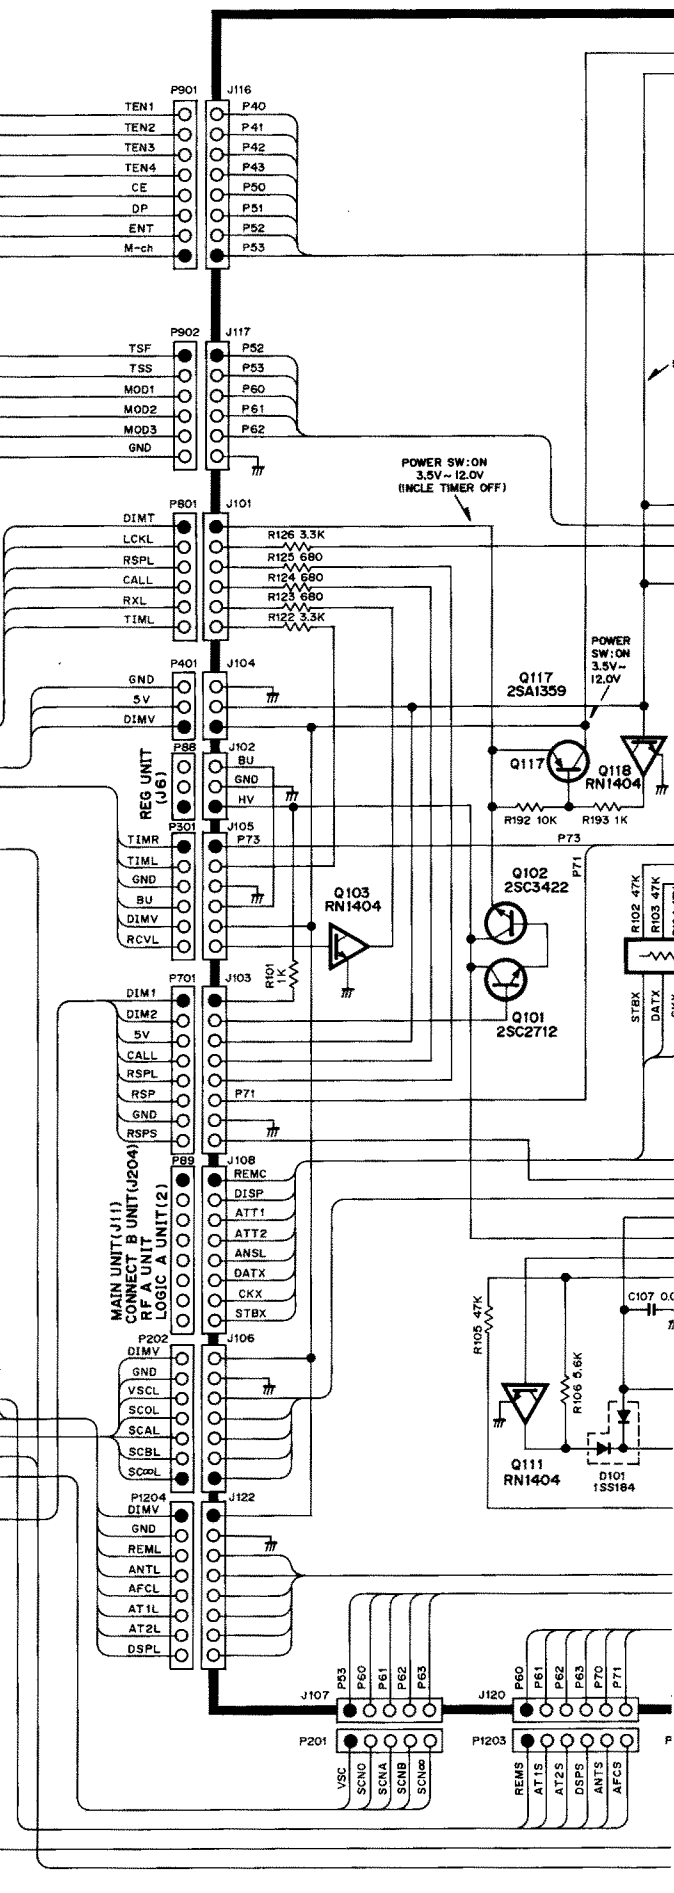 P901 J116
TEN1 P40
TEN2 P41
TEN3 P42
TEN4 P43
CE P50
DP P51
ENT P52
M-ch P53
P902 J117
TSF P52
TSS P53
MOD1 P60
MOD2 P61
MOD3 P62
GND
POWER SW:ON
3.5V~12.0V
(INCLE TIMER OFF)
P801 J101
DIMT
LCKL R126 3.3K
RSPL R125 680
CALL R124 680
RXL R123 680
TIML R122 3.3K
POWER
SW:ON
3.5V~
12.0V
P401 J104
GND
5V
DIMV
Q117
2SA1359
Q117
Q118
RN1404
R192 10K
R193 1K
REG UNIT
(J6)
P88 J102
BU
GND
HV
P301 J105
TIMR P73
TIML
GND
BU
DIMV
RCVL
P73
P71
Q103
RN1404
Q102
2SC3422
Q101
2SC2712
R101
1K
R102 47K
R103 47K
STBX
DATX
P701 J103
DIM1
DIM2
5V
CALL
RSPL
RSP P71
GND
RSPS
MAIN UNIT(J11)
CONNECT B UNIT(J204)
RF A UNIT
LOGIC A UNIT(2)
P89 J108
REMC
DISP
ATT1
ATT2
ANSL
DATX
CKX
STBX
P202 J106
DIMV
GND
VSCL
SCOL
SCAL
SCBL
SC∞L
R105 47K
R106 5.6K
C107
Q111
RN1404
D101
1SS184
P1204 J122
DIMV
GND
REML
ANTL
AFCL
AT1L
AT2L
DSPL
J107
P53
P60
P61
P62
P63
P201
VSC
SCNO
SCNA
SCNB
SCN∞
J120
P60
P61
P62
P63
P70
P71
P1203
REMS
AT1S
AT2S
DSPS
ANTS
AFCS
P